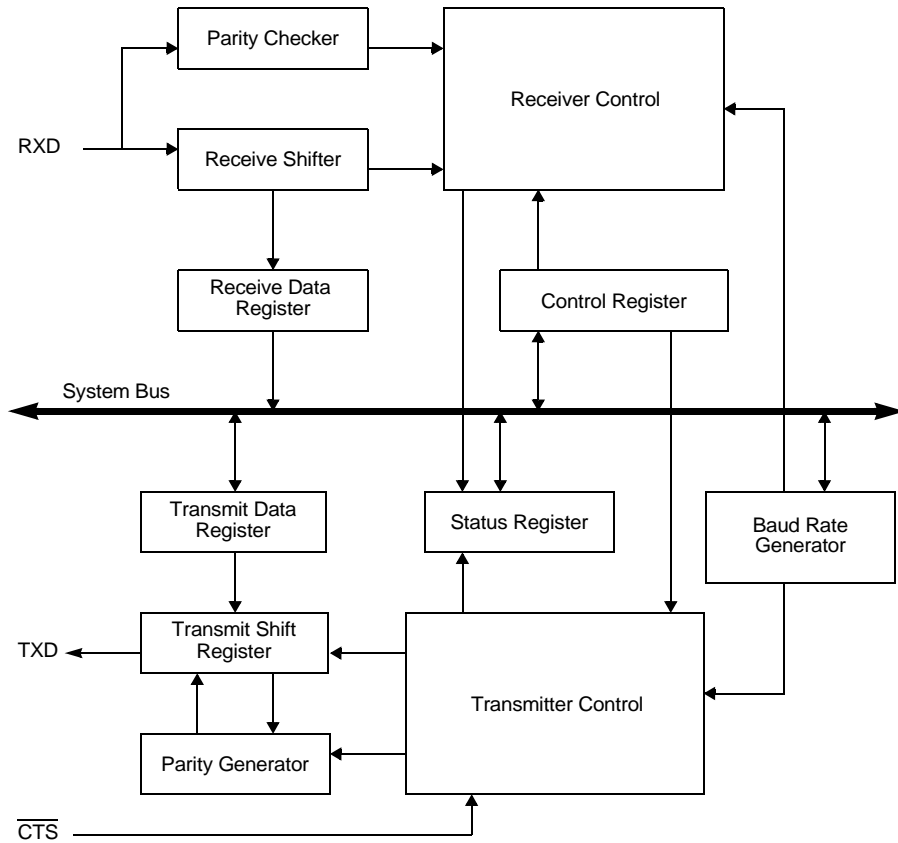 Parity Checker
Receiver Control
RXD
Receive Shifter
Receive Data
Register
Control Register
System Bus
Transmit Data
Register
Status Register
Baud Rate
Generator
TXD
Transmit Shift
Register
Transmitter Control
Parity Generator
C̅T̅S̅